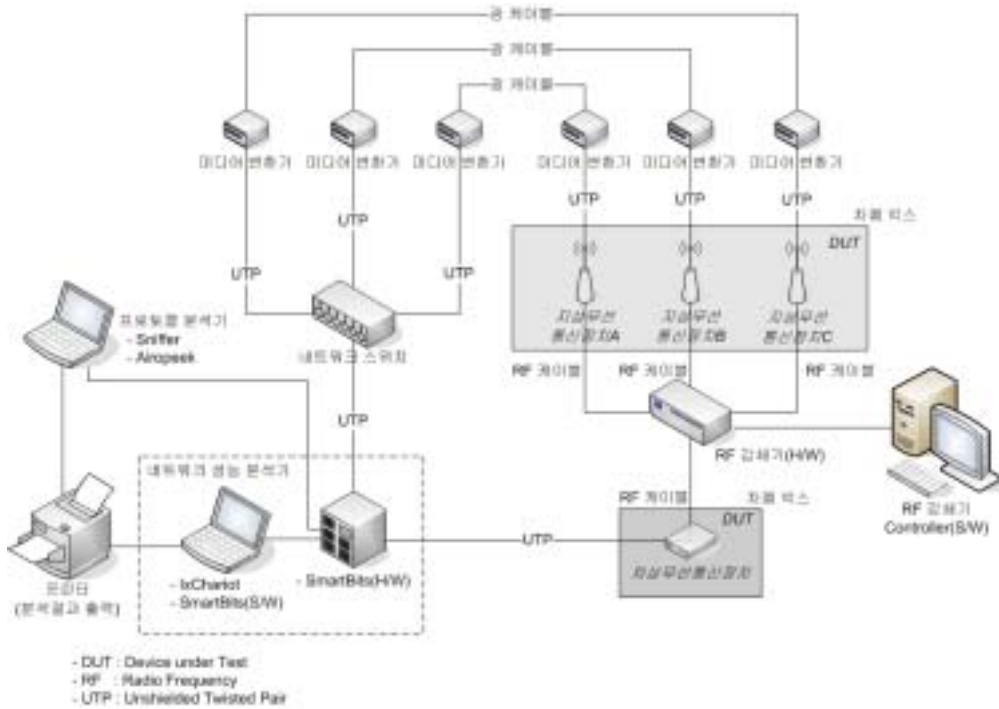 광 케이블
광 케이블
광 케이블
미디어 변환기
미디어 변환기
미디어 변환기
미디어 변환기
미디어 변환기
미디어 변환기
UTP
UTP
UTP
UTP
UTP
UTP
차폐 박스
DUT
지상무선
통신장치A
지상무선
통신장치B
지상무선
통신장치C
프로토콜 분석기
- Sniffer
- Airopeek
네트워크 스위치
RF 케이블
RF 케이블
RF 케이블
UTP
RF 감쇄기(H/W)
네트워크 성능 분석기
RF 케이블
차폐 박스
DUT
RF 감쇄기
Controller(S/W)
UTP
지상무선통신장치
- SmartBits(H/W)
- IxChariot
- SmartBits(S/W)
(분석결과 출력)
- DUT : Device under Test
- RF : Radio Frequency
- UTP : Unshielded Twisted Pair